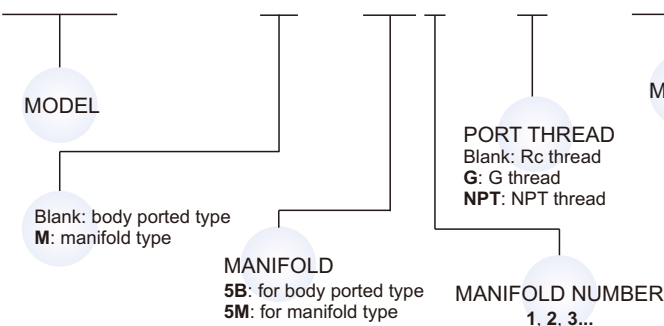 MODEL
Blank: body ported type
M: manifold type
MANIFOLD
5B: for body ported type
5M: for manifold type
PORT THREAD
Blank: Rc thread
G: G thread
NPT: NPT thread
MANIFOLD NUMBER
1, 2, 3...
M